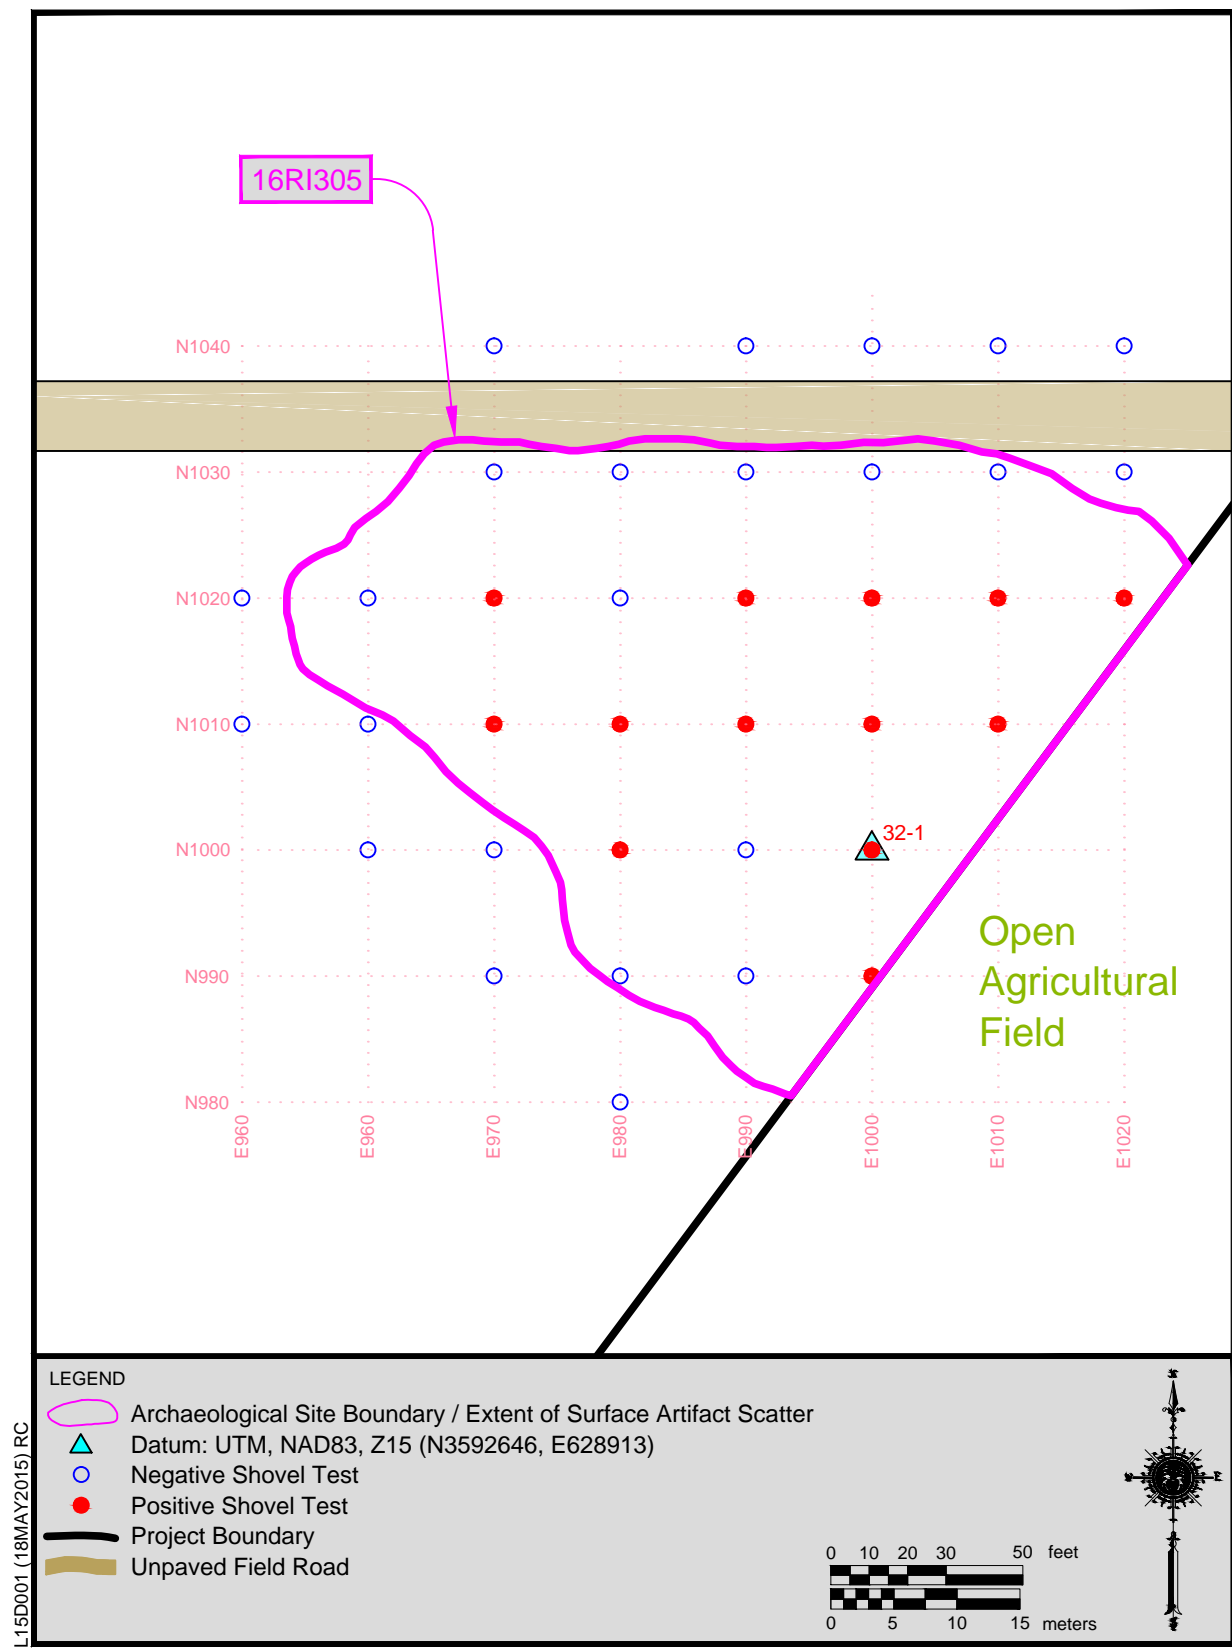 16RI305
N1040
N1030
N1020
N1010
N1000
32-1
N990
Open
Agricultural
Field
N980
E960
E960
E970
E980
E990
E1000
E1010
E1020
LEGEND
Archaeological Site Boundary / Extent of Surface Artifact Scatter
Datum: UTM, NAD83, Z15 (N3592646, E628913)
Negative Shovel Test
Positive Shovel Test
Project Boundary
Unpaved Field Road
0 10 20 30 50 feet
0 5 10 15 meters
L15D001 (18MAY2015) RC